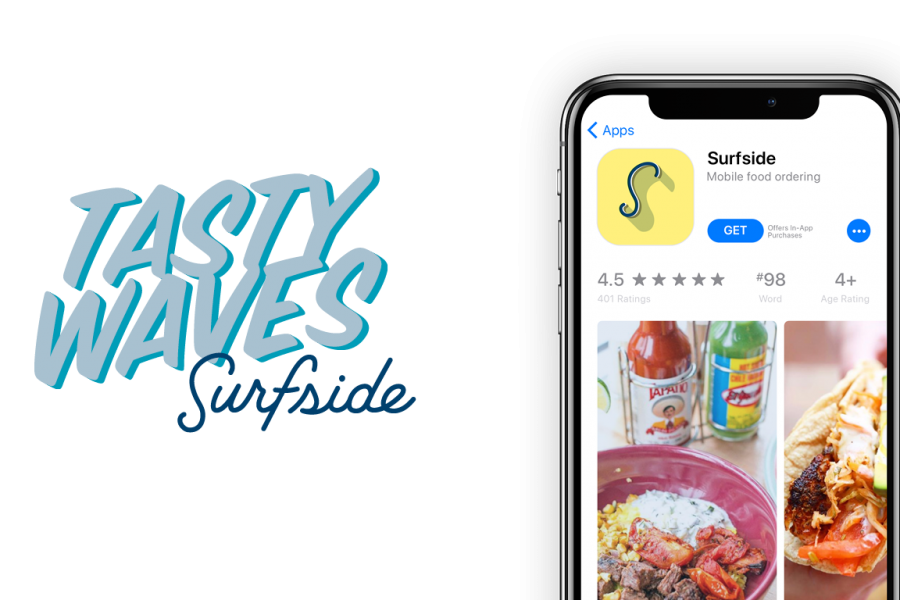 TASTY
WAVES
Surfside
Apps
Surfside
Mobile food ordering
GET
Offers In-App
Purchases
4.5
#98
4+
401 Ratings
Word
Age Rating
TAPATIO